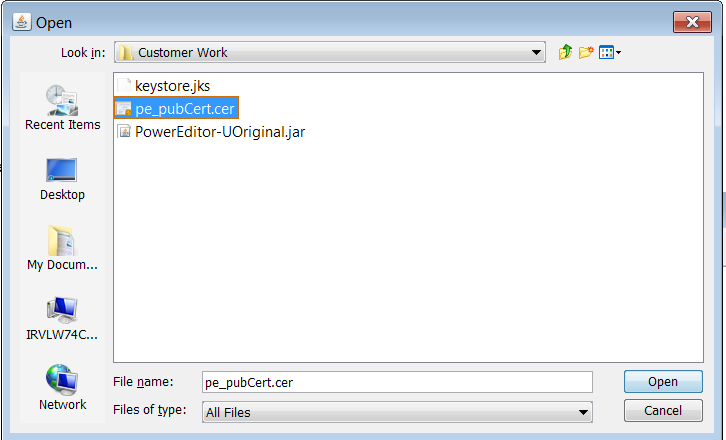 Open
Look in:
Customer Work
Recent Items
Desktop
My Docum...
IRVLW74C...
Network
keystore.jks
pe_pubCert.cer
PowerEditor-UOriginal.jar
File name:
pe_pubCert.cer
Open
Files of type:
All Files
Cancel